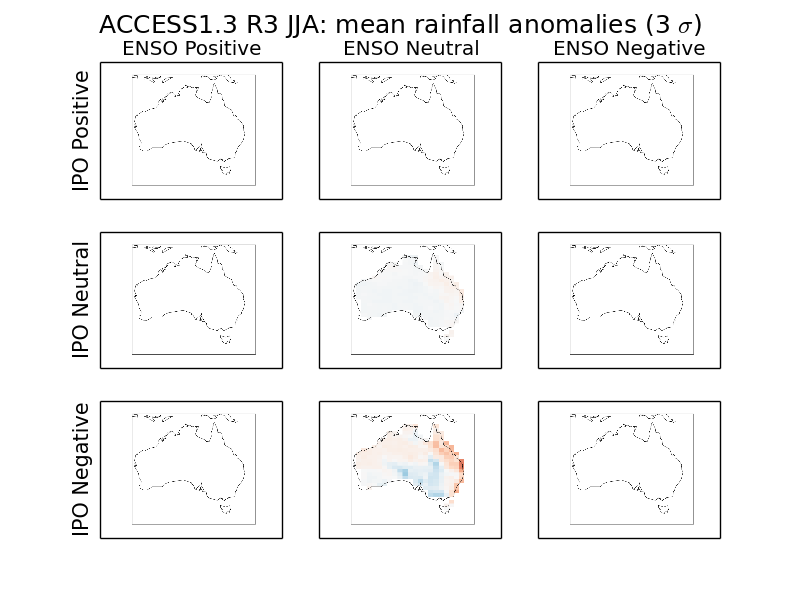 ACCESS1.3 R3 JJA: mean rainfall anomalies (3 σ)
ENSO Positive ENSO Neutral ENSO Negative
IPO Positive
IPO Neutral
IPO Negative